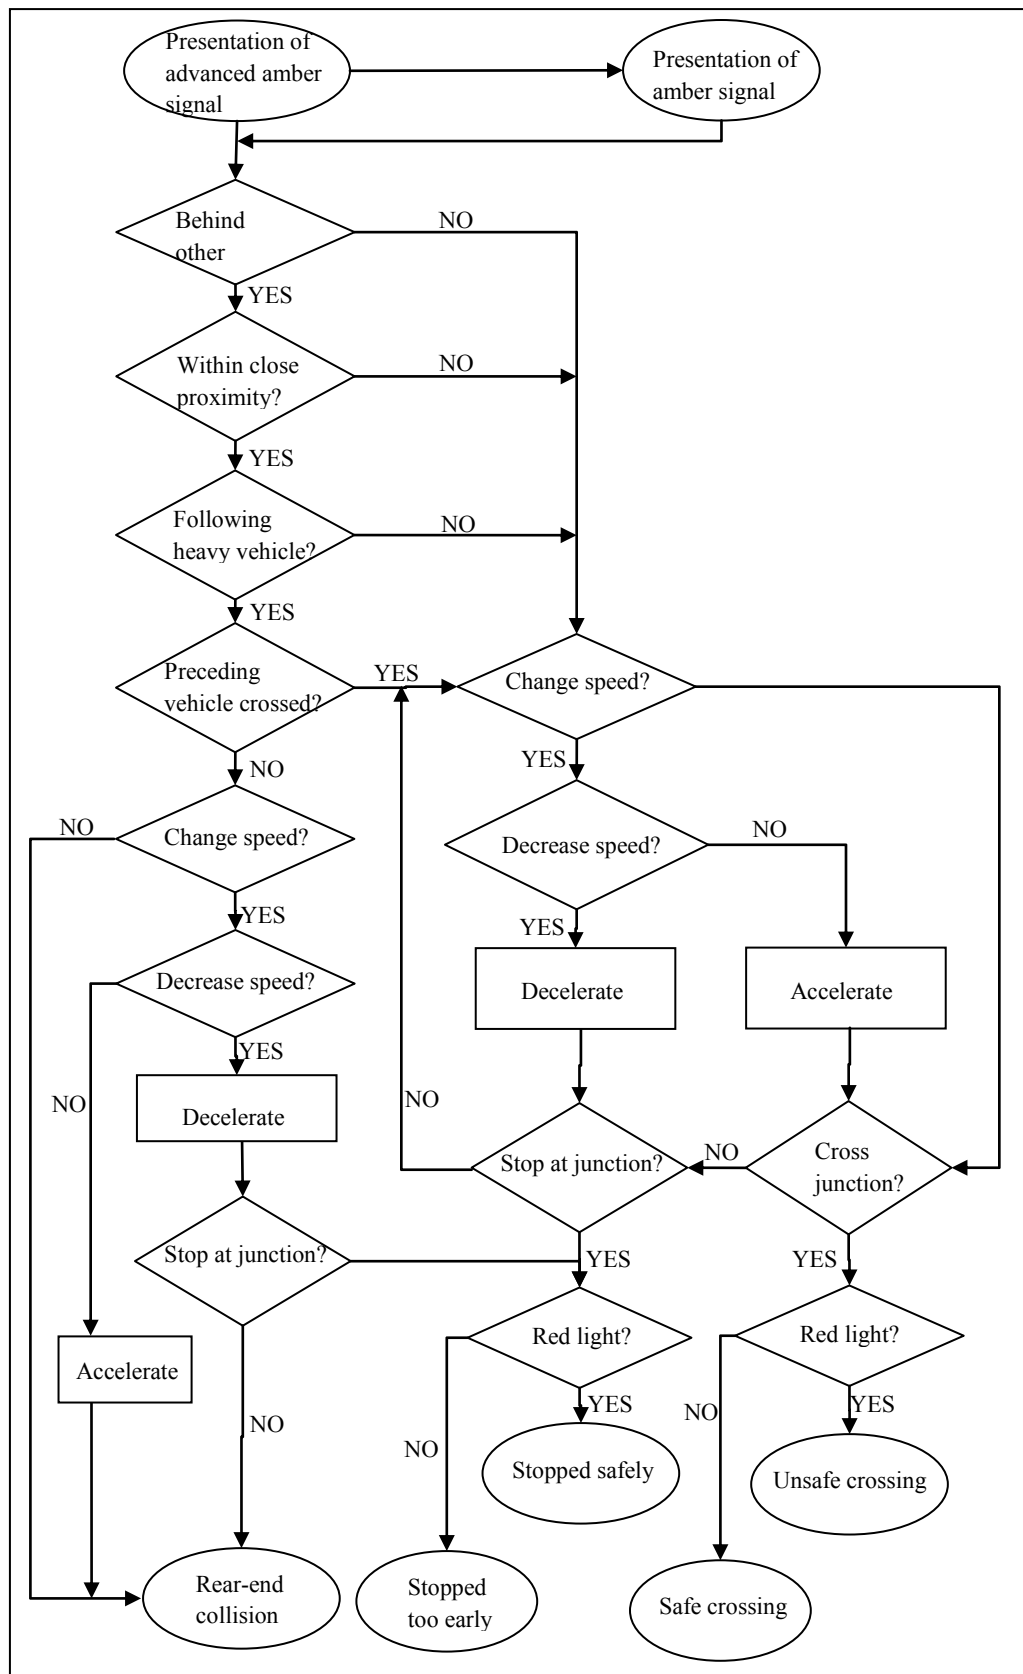 Presentation of
advanced amber
signal
Presentation of
amber signal
Behind
other
NO
YES
Within close
proximity?
NO
YES
Following
heavy vehicle?
NO
YES
Preceding
vehicle crossed?
YES
Change speed?
NO
YES
NO
Change speed?
Decrease speed?
NO
YES
YES
Decrease speed?
Decelerate
Accelerate
YES
NO
Decelerate
NO
Stop at junction?
NO
Cross
junction?
Stop at junction?
YES
YES
Red light?
Red light?
Accelerate
NO
YES
NO
YES
NO
Stopped safely
Unsafe crossing
Rear-end
collision
Stopped
too early
Safe crossing